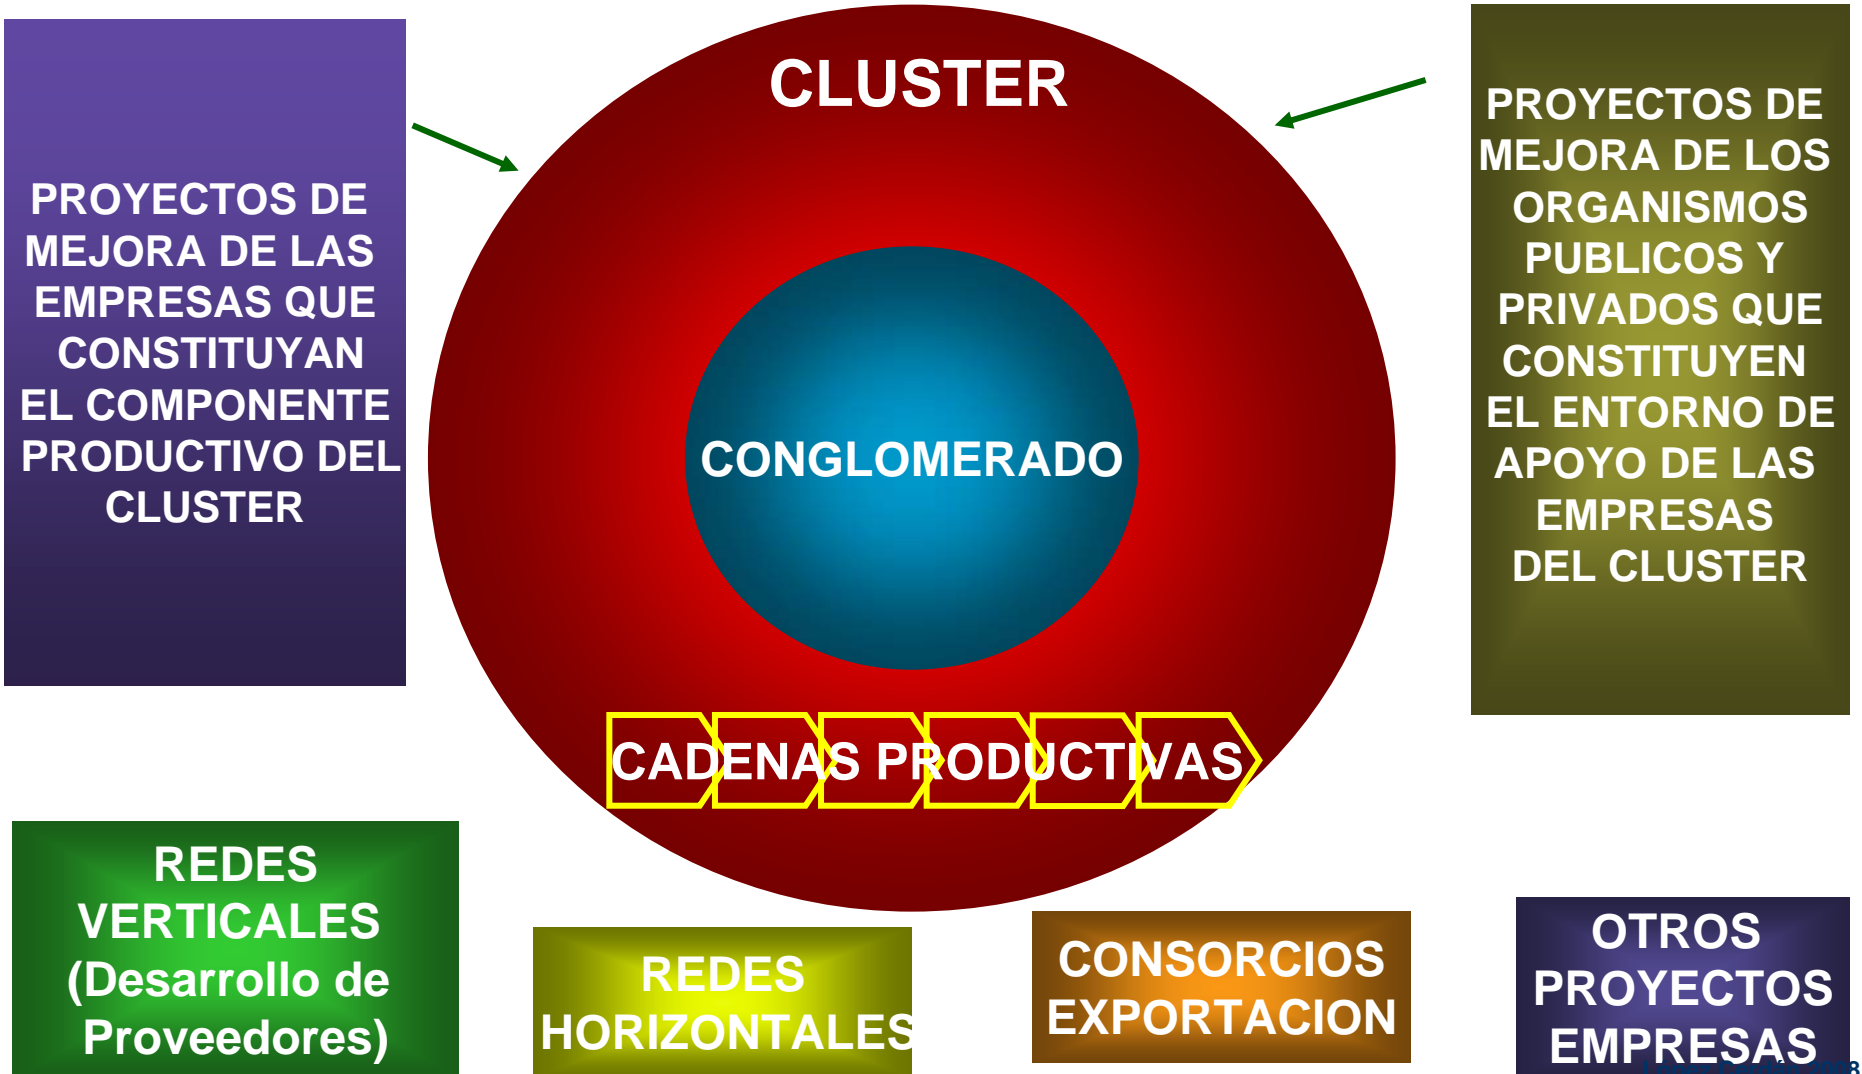 CLUSTER
PROYECTOS DE
MEJORA DE LAS
EMPRESAS QUE
CONSTITUYAN
EL COMPONENTE
PRODUCTIVO DEL
CLUSTER
PROYECTOS DE
MEJORA DE LOS
ORGANISMOS
PUBLICOS Y
PRIVADOS QUE
CONSTITUYEN
EL ENTORNO DE
APOYO DE LAS
EMPRESAS
DEL CLUSTER
CONGLOMERADO
CADENAS PRODUCTIVAS
REDES
VERTICALES
(Desarrollo de
Proveedores)
REDES
HORIZONTALES
CONSORCIOS
EXPORTACION
OTROS
PROYECTOS
EMPRESAS